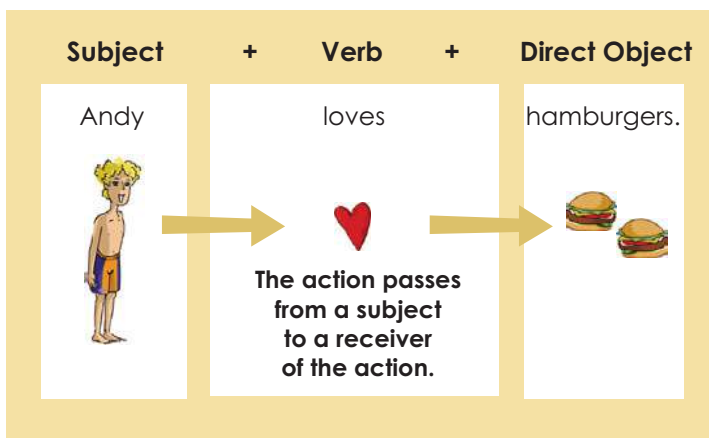 Subject + Verb + Direct Object
Andy loves hamburgers.
The action passes
from a subject
to a receiver
of the action.